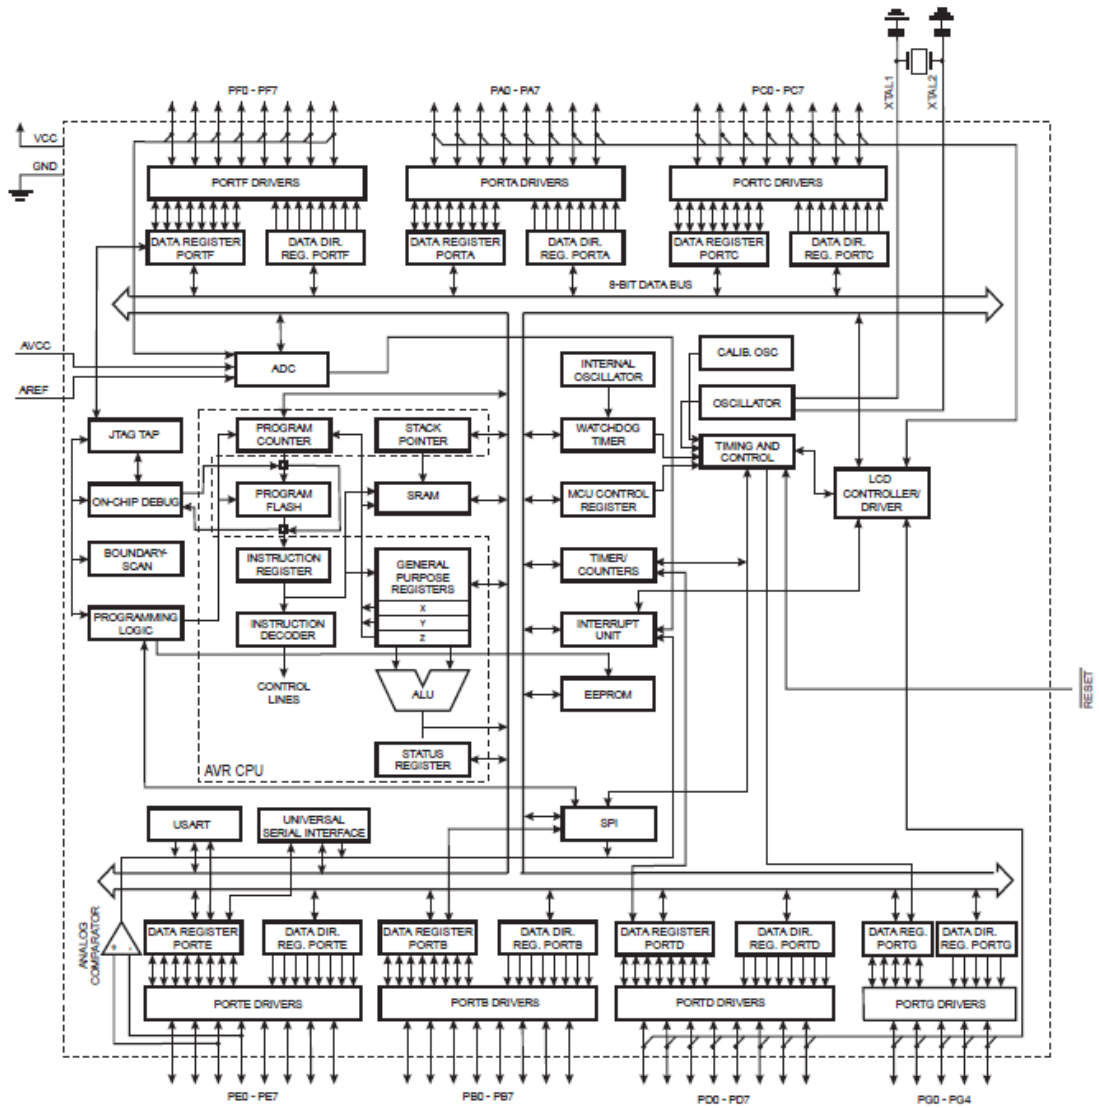 XTAL1
XTAL2
PF0 - PF7
PA0 - PA7
PC0 - PC7
VCC
GND
PORTF DRIVERS
PORTA DRIVERS
PORTC DRIVERS
DATA REGISTER
PORTF
DATA DIR.
REG. PORTF
DATA REGISTER
PORTA
DATA DIR.
REG. PORTA
DATA REGISTER
PORTC
DATA DIR.
REG. PORTC
8-BIT DATA BUS
AVCC
AREF
ADC
INTERNAL
OSCILLATOR
CALIB. OSC
OSCILLATOR
JTAG TAP
PROGRAM
COUNTER
STACK
POINTER
WATCHDOG
TIMER
TIMING AND
CONTROL
ON-CHIP DEBUG
PROGRAM
FLASH
SRAM
MCU CONTROL
REGISTER
LCD
CONTROLLER/
DRIVER
BOUNDARY-
SCAN
INSTRUCTION
REGISTER
GENERAL
PURPOSE
REGISTERS
X
Y
Z
TIMER/
COUNTERS
PROGRAMMING
LOGIC
INSTRUCTION
DECODER
INTERRUPT
UNIT
CONTROL
LINES
ALU
EEPROM
RESET
STATUS
REGISTER
AVR CPU
USART
UNIVERSAL
SERIAL INTERFACE
SPI
ANALOG
COMPARATOR
+ -
DATA REGISTER
PORTE
DATA DIR.
REG. PORTE
DATA REGISTER
PORTB
DATA DIR.
REG. PORTB
DATA REGISTER
PORTD
DATA DIR.
REG. PORTD
DATA REG.
PORTG
DATA DIR.
REG. PORTG
PORTE DRIVERS
PORTB DRIVERS
PORTD DRIVERS
PORTG DRIVERS
PE0 - PE7
PB0 - PB7
PD0 - PD7
PG0 - PG4